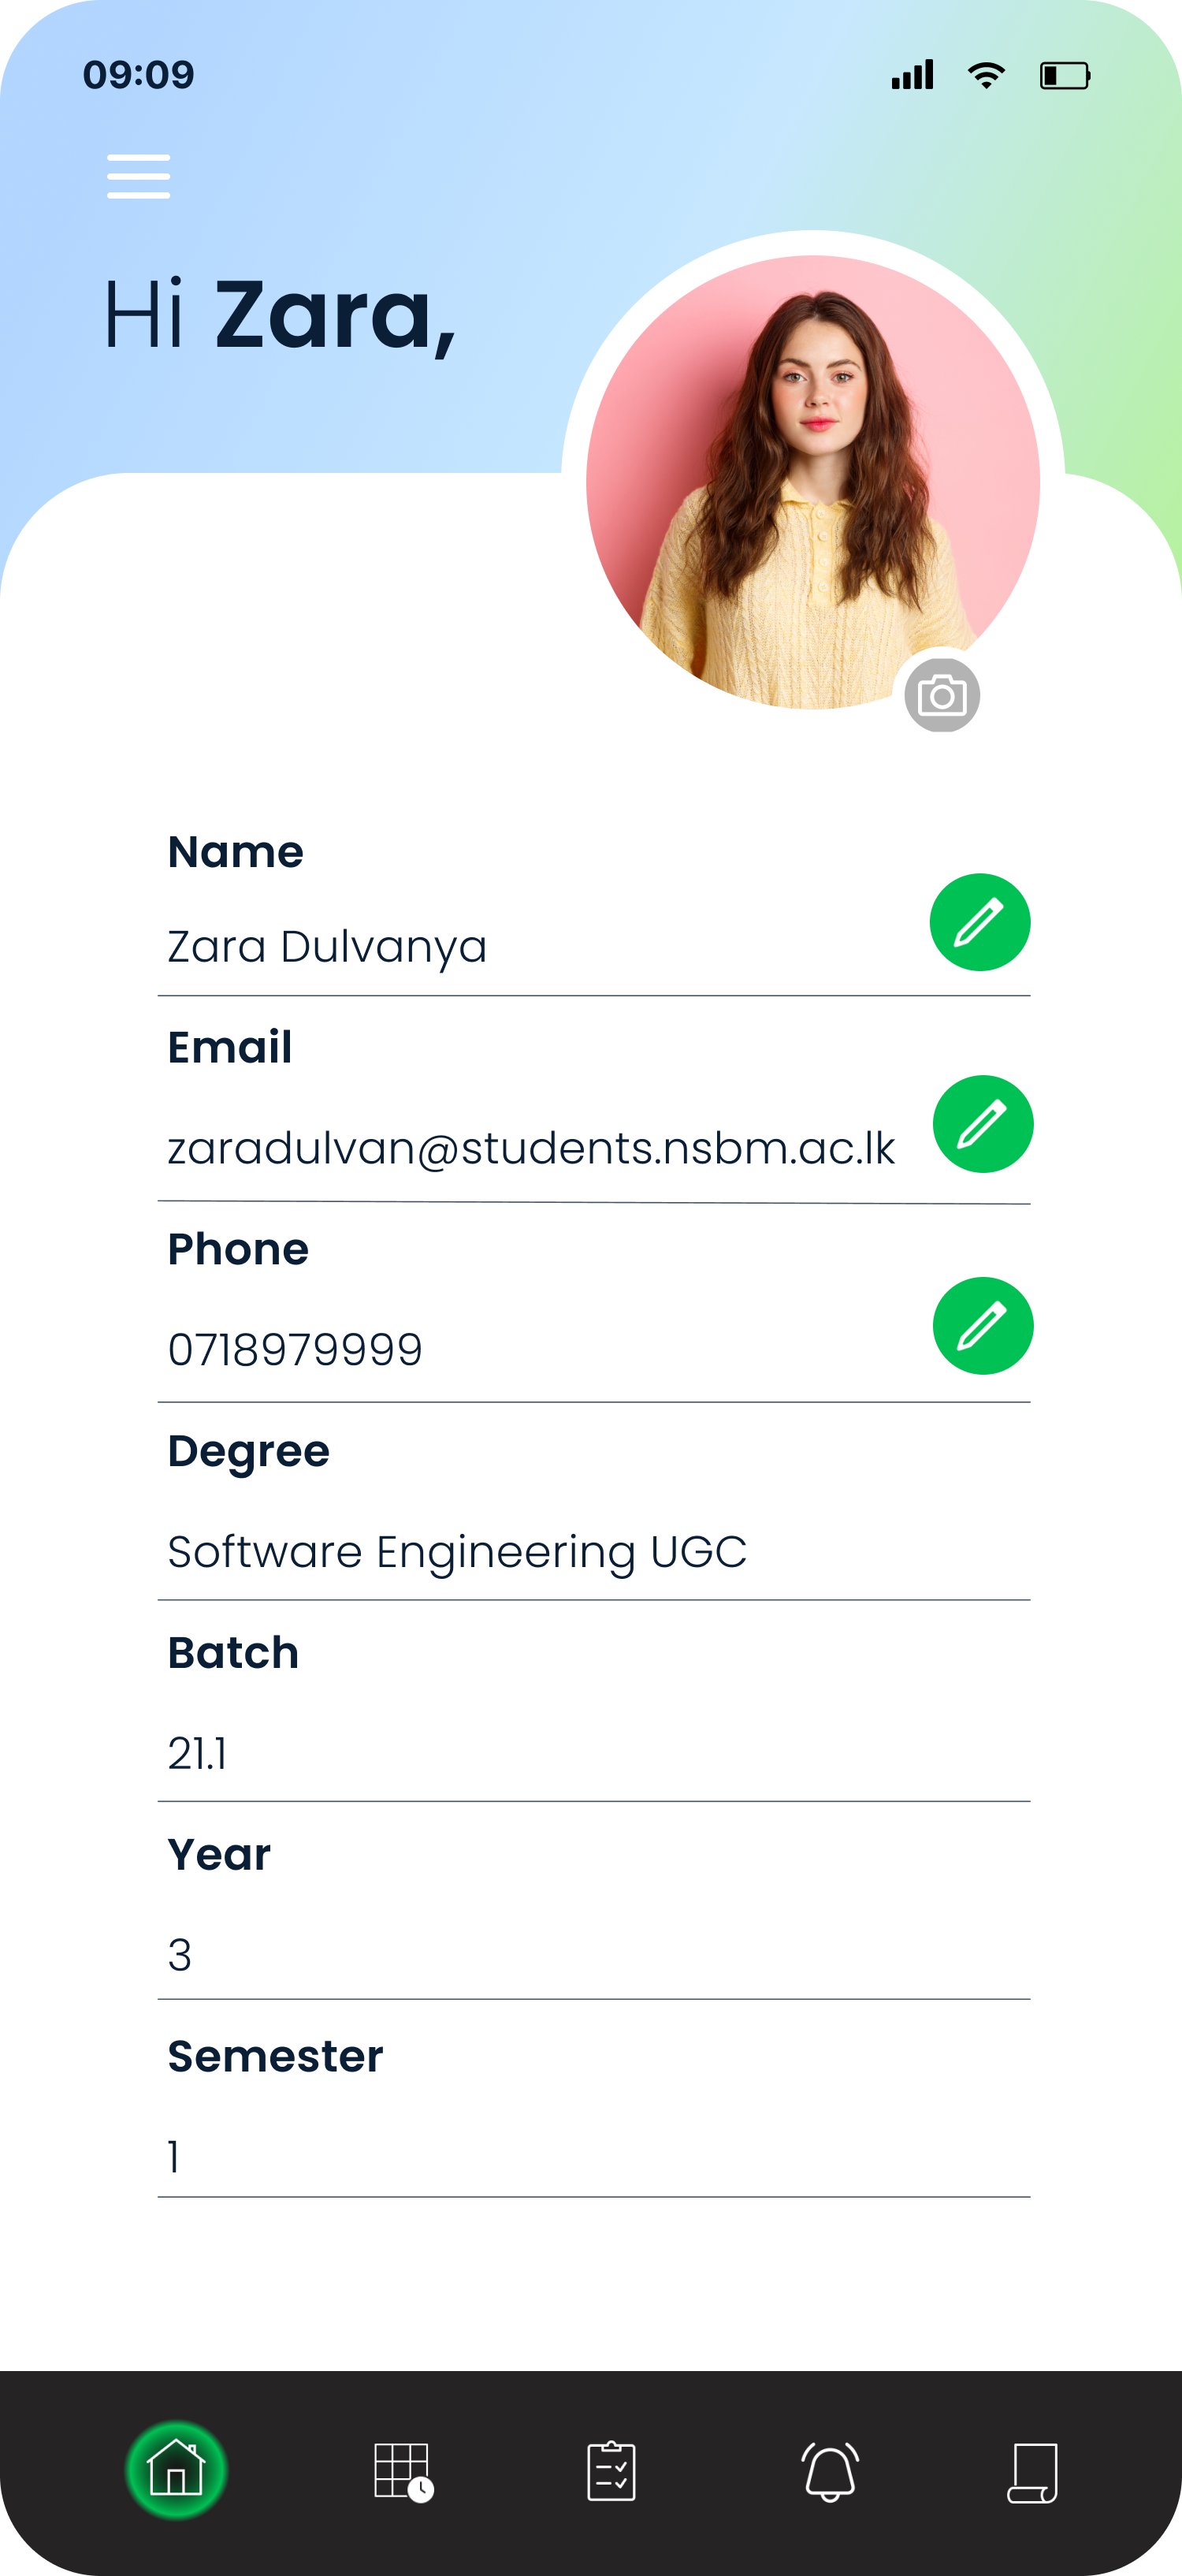 09:09
Hi Zara,
Name
Zara Dulvanya
Email
zaradulvan@students.nsbm.ac.lk
Phone
0718979999
Degree
Software Engineering UGC
Batch
21.1
Year
3
Semester
1